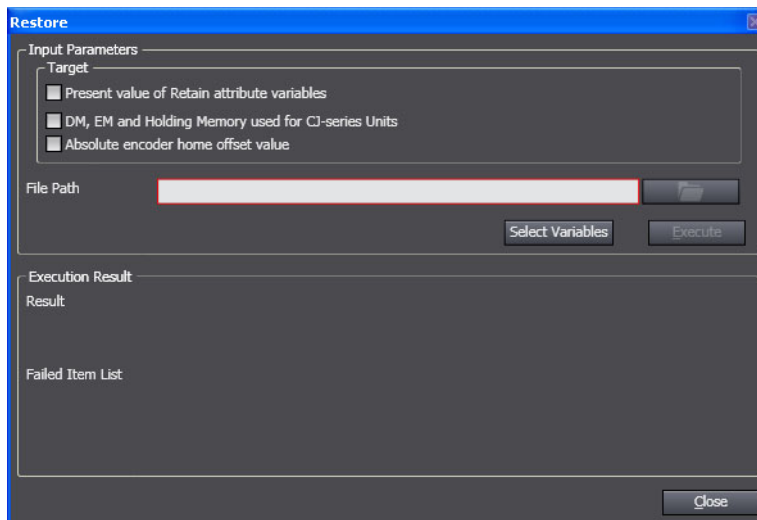 Restore
Input Parameters
Target
Present value of Retain attribute variables
DM, EM and Holding Memory used for CJ-series Units
Absolute encoder home offset value
File Path
Select Variables
Execute
Execution Result
Result
Failed Item List
Close